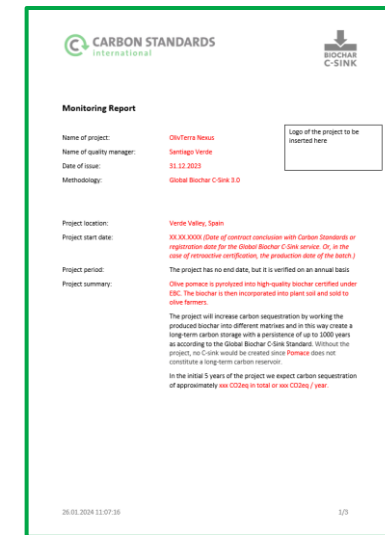 CARBON STANDARDS
international
BIOCHAR
C-SINK
Monitoring Report
Logo of the project to be
inserted here
Name of project: OlivTerra Nexus
Name of quality manager: Santiago Verde
Date of issue: 31.12.2023
Methodology: Global Biochar C-Sink 3.0
Project location: Verde Valley, Spain
Project start date: XX.XX.XXXX (Date of contract conclusion with Carbon Standards or
registration date for the Global Biochar C-Sink service. Or, in the
case of retroactive certification, the production date of the batch.)
Project period: The project has no end date, but it is verified on an annual basis
Project summary: Olive pomace is pyrolyzed into high-quality biochar certified under
EBC. The biochar is then incorporated into plant soil and sold to
olive farmers.
The project will increase carbon sequestration by working the
produced biochar into different matrixes and in this way create a
long-term carbon storage with a persistence of up to 1000 years
as according to the Global Biochar C-Sink Standard. Without the
project, no C-sink would be created since Pomace does not
constitute a long-term carbon reservoir.
In the initial 5 years of the project we expect carbon sequestration
of approximately xxx CO2eq in total or xxx CO2eq / year.
26.01.2024 11:07:16
1/3